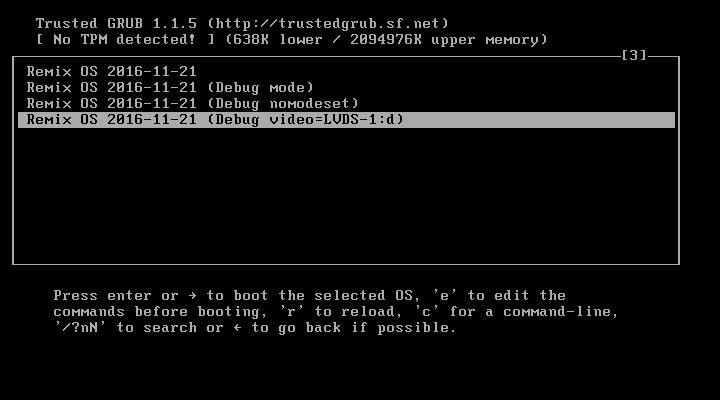 Trusted GRUB 1.1.5 (http://trustedgrub.sf.net)
[ No TPM detected! ] (638K lower / 2094976K upper memory)
[3]
Remix OS 2016-11-21
Remix OS 2016-11-21 (Debug mode)
Remix OS 2016-11-21 (Debug nomodeset)
Remix OS 2016-11-21 (Debug video=LVDS-1:d)
Press enter or → to boot the selected OS, 'e' to edit the
commands before booting, 'r' to reload, 'c' for a command-line,
'/?nN' to search or ← to go back if possible.